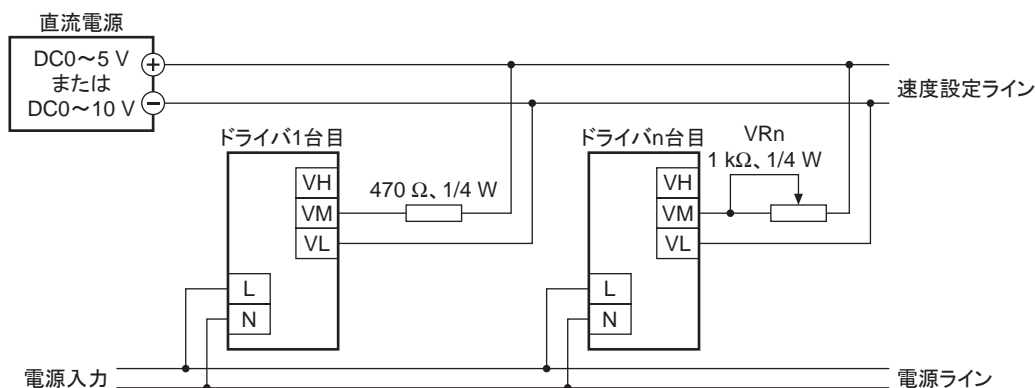 直流電源
DC0～5 V
または
DC0～10 V
+
−
速度設定ライン
ドライバ1台目
VH
VM
VL
L
N
470 Ω、1/4 W
ドライバn台目
VH
VM
VL
L
N
VRn
1 kΩ、1/4 W
電源入力
電源ライン